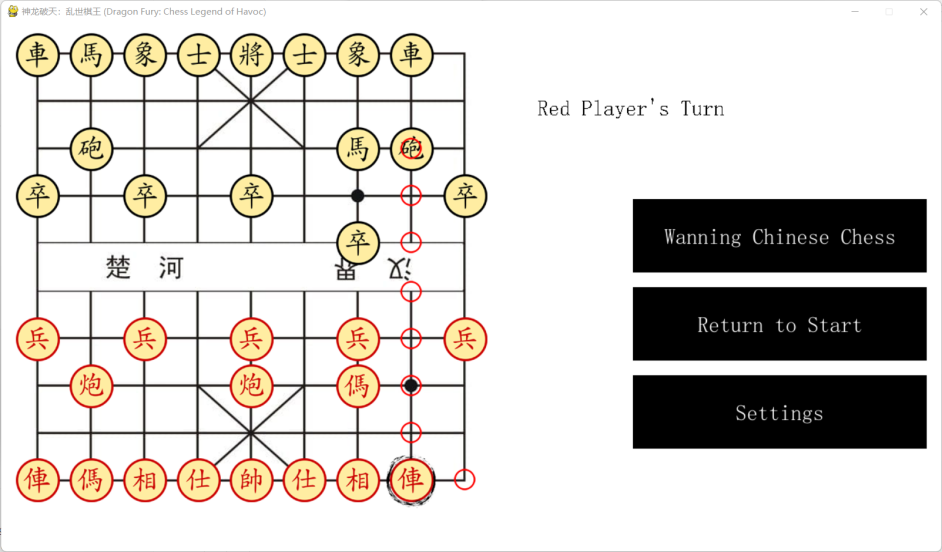 神龙破天：乱世棋王 (Dragon Fury: Chess Legend of Havoc)
車 馬 象 士 將 士 象 車
砲 馬 砲
卒 卒 卒 卒
卒
楚 河 汉 界
兵 兵 兵 兵 兵
炮 炮 傌
俥 傌 相 仕 帥 仕 相 俥
Red Player's Turn
Wanning Chinese Chess
Return to Start
Settings